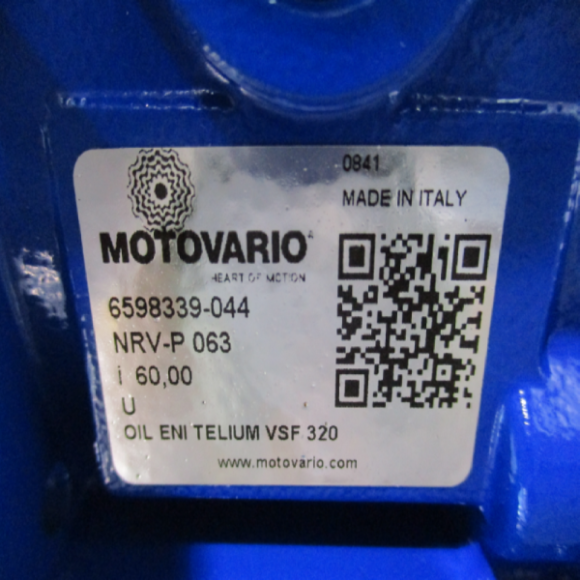 0841
MADE IN ITALY
MOTOVARIO
HEART OF MOTION
6598339-044
NRV-P 063
i 60,00
U
OIL ENI TELIUM VSF 320
www.motovario.com